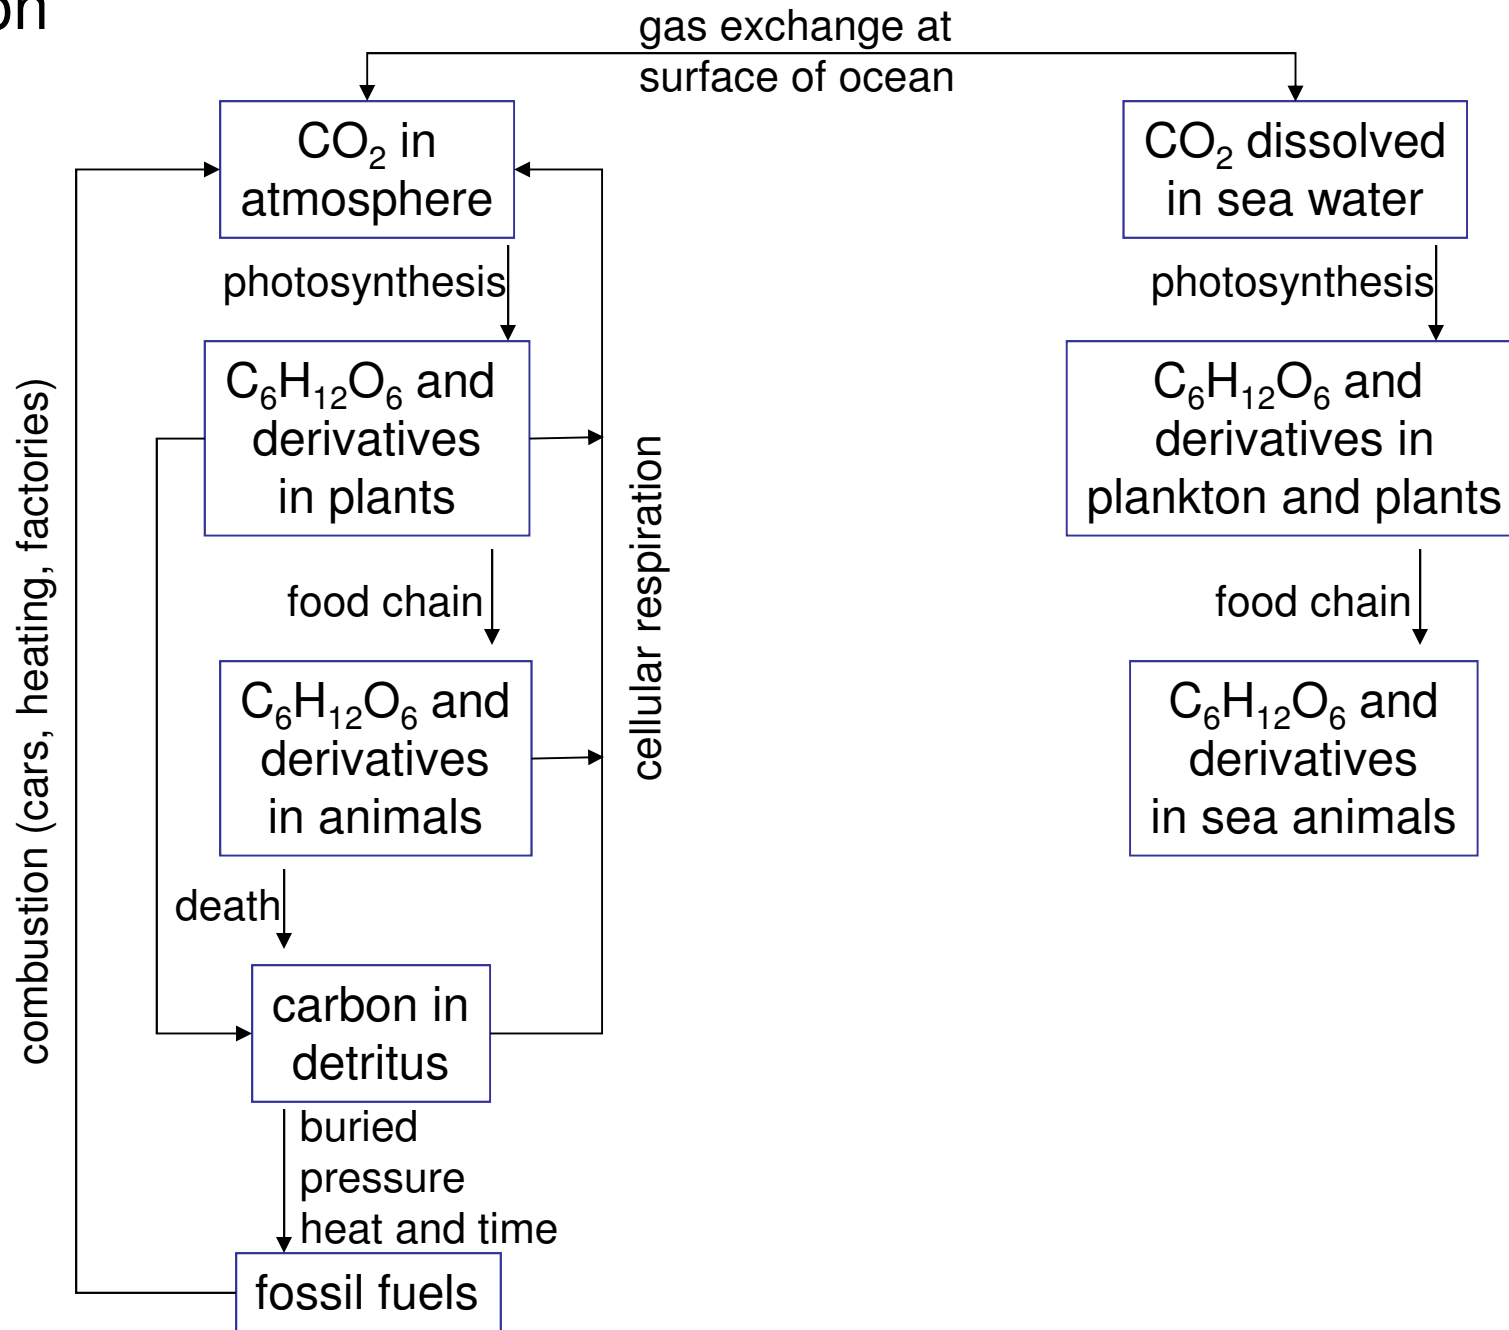 on
gas exchange at
surface of ocean
CO₂ in
atmosphere
CO₂ dissolved
in sea water
photosynthesis
photosynthesis
C₆H₁₂O₆ and
derivatives
in plants
C₆H₁₂O₆ and
derivatives in
plankton and plants
combustion (cars, heating, factories)
cellular respiration
food chain
food chain
C₆H₁₂O₆ and
derivatives
in animals
C₆H₁₂O₆ and
derivatives
in sea animals
death
carbon in
detritus
buried
pressure
heat and time
fossil fuels